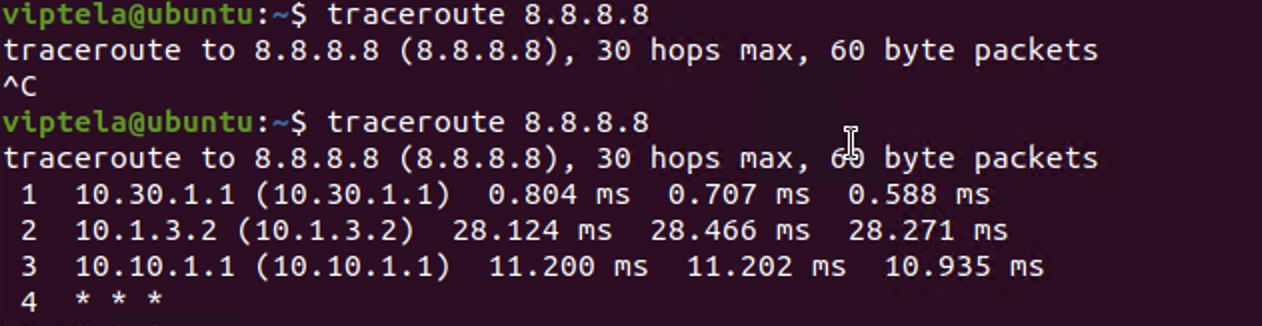 viptela@ubuntu:~$ traceroute 8.8.8.8
traceroute to 8.8.8.8 (8.8.8.8), 30 hops max, 60 byte packets
^C
viptela@ubuntu:~$ traceroute 8.8.8.8
traceroute to 8.8.8.8 (8.8.8.8), 30 hops max, 60 byte packets
 1  10.30.1.1 (10.30.1.1)  0.804 ms  0.707 ms  0.588 ms
 2  10.1.3.2 (10.1.3.2)  28.124 ms  28.466 ms  28.271 ms
 3  10.10.1.1 (10.10.1.1)  11.200 ms  11.202 ms  10.935 ms
 4  * * *